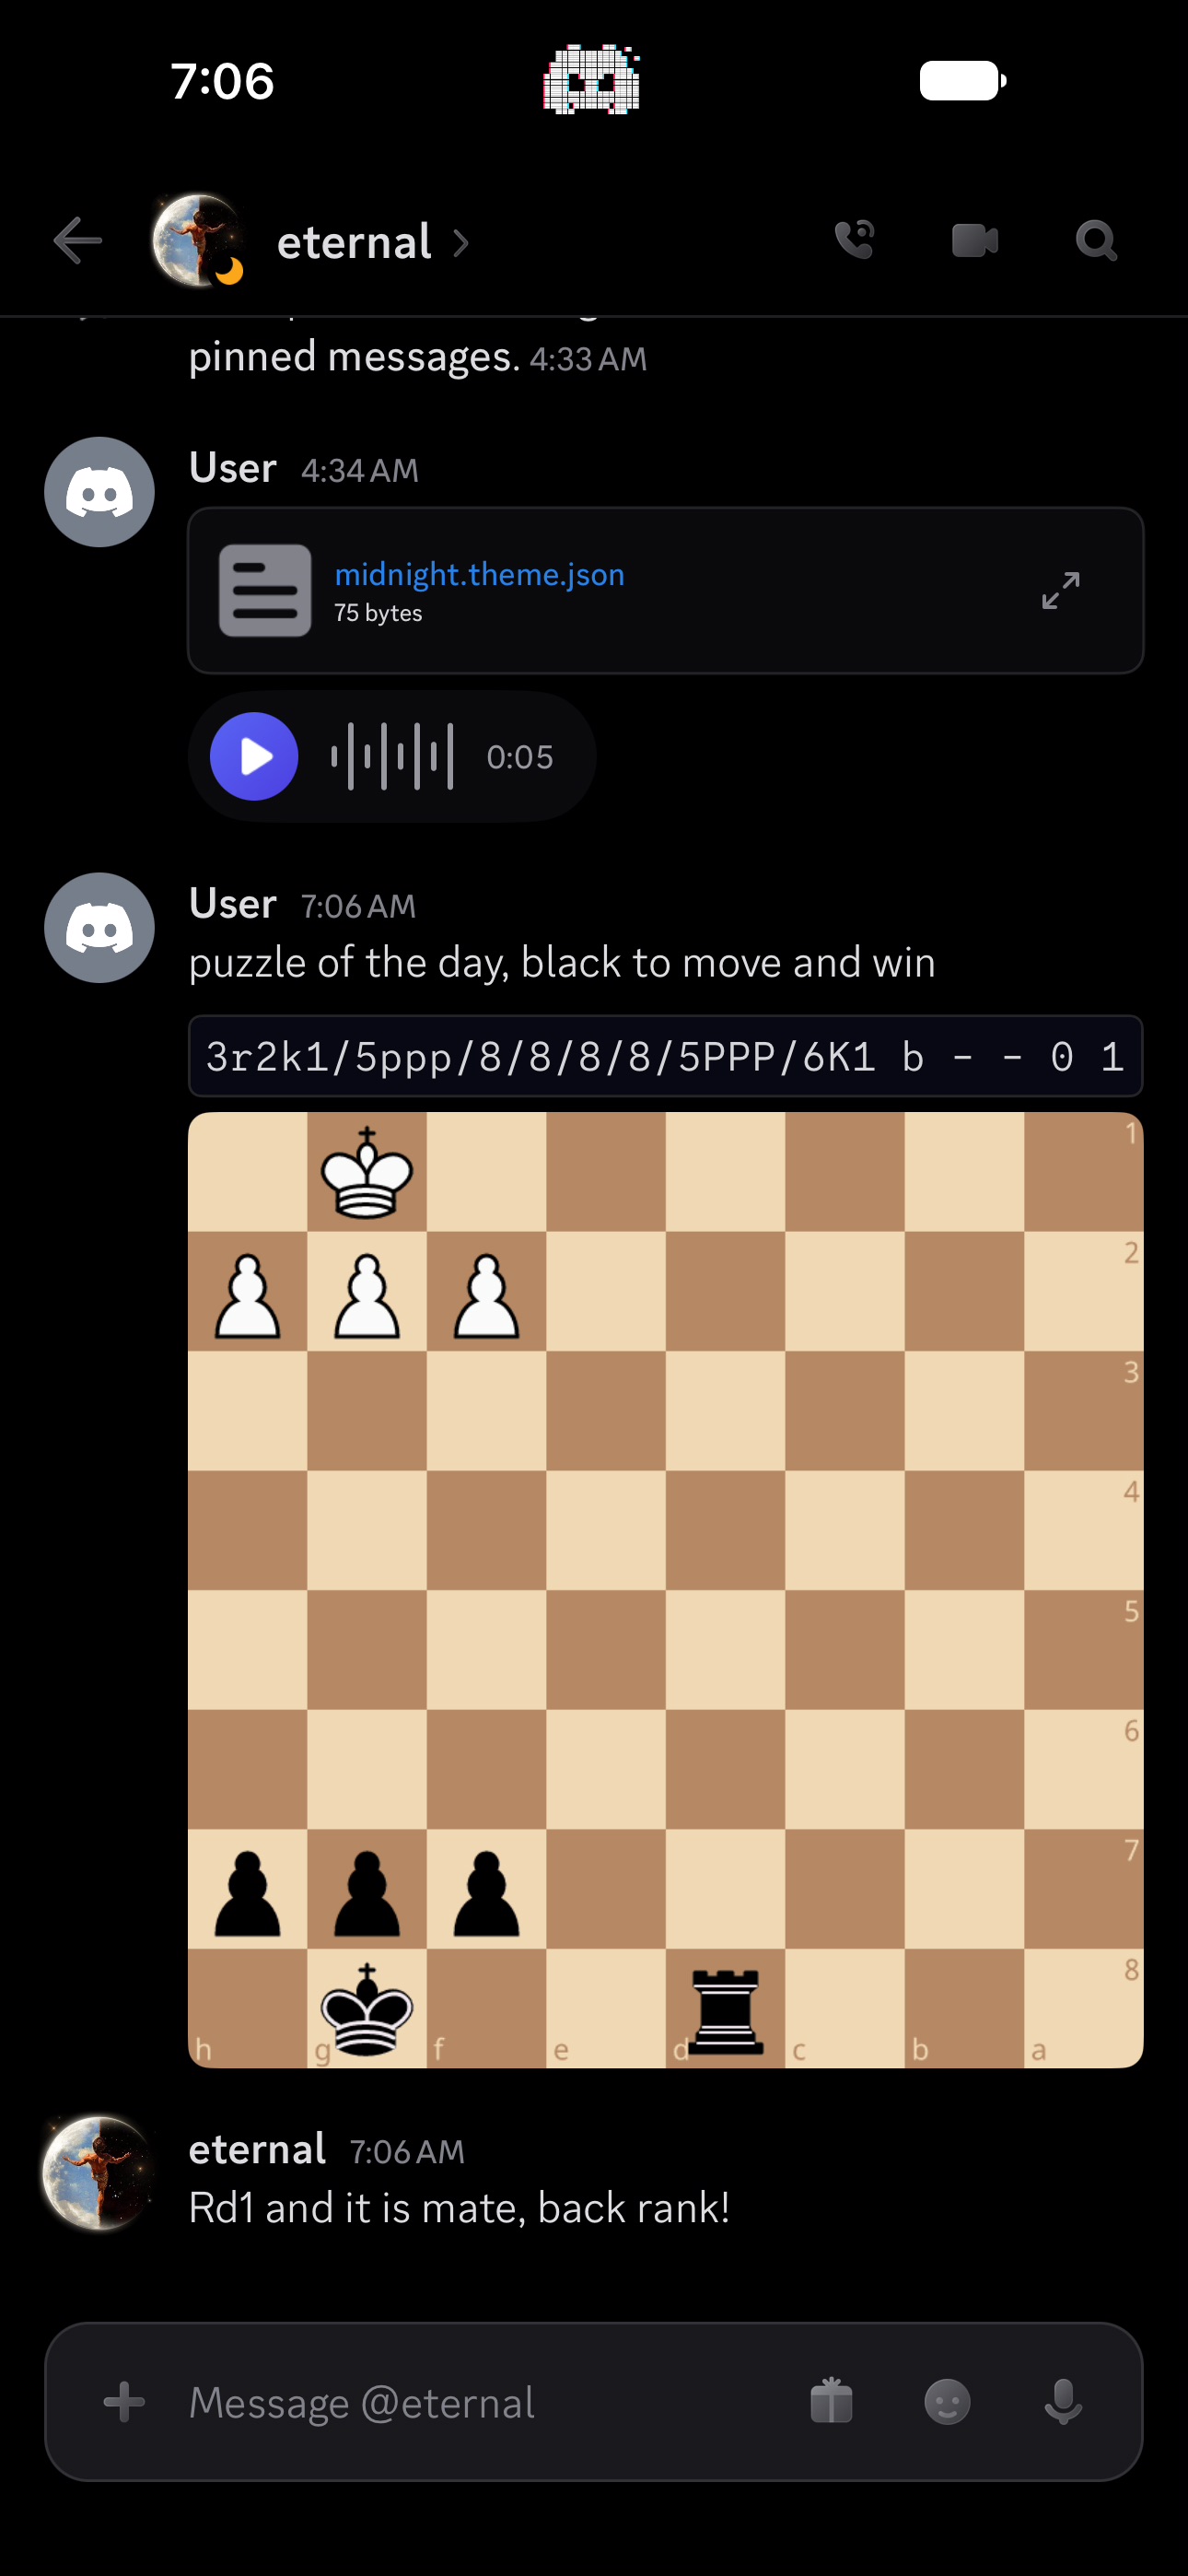 7:06
eternal
pinned messages. 4:33 AM
User 4:34 AM
midnight.theme.json
75 bytes
0:05
User 7:06 AM
puzzle of the day, black to move and win
3r2k1/5ppp/8/8/8/8/5PPP/6K1 b - - 0 1
1
2
3
4
5
6
7
8
h g f e d c b a
eternal 7:06 AM
Rd1 and it is mate, back rank!
Message @eternal